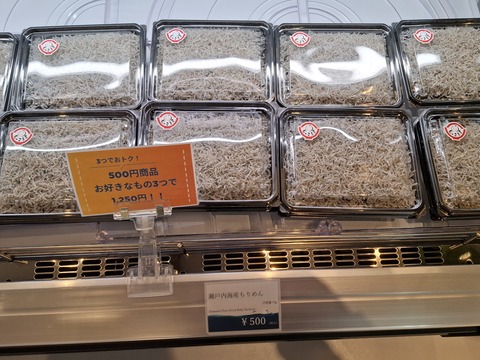 3つでおトク！
500円商品
お好きなもの3つで
1,250円！！
瀬戸内海産ちりめん
¥500